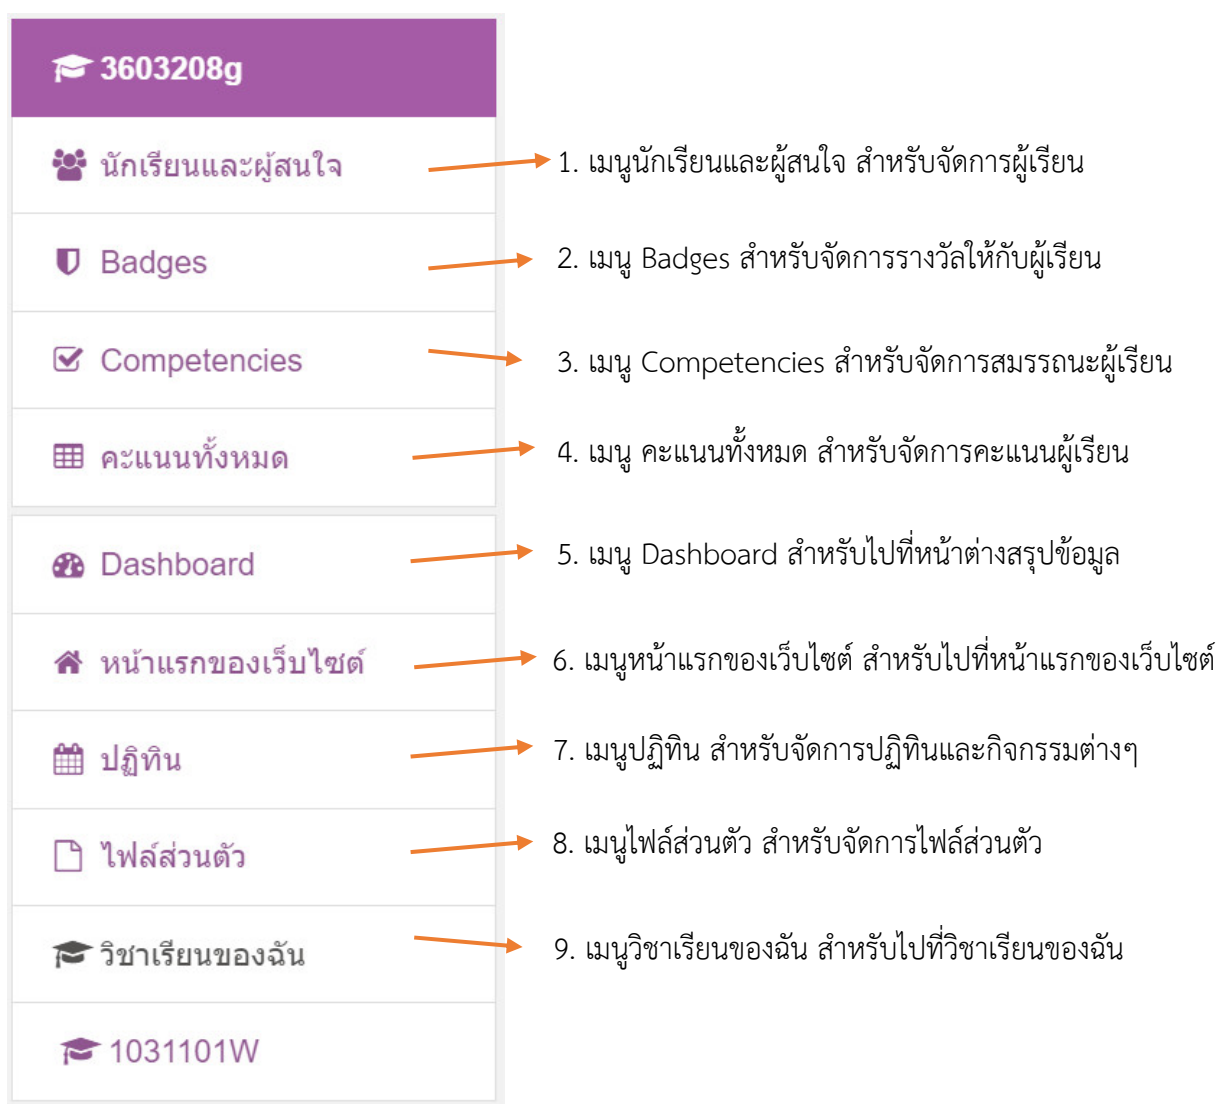 3603208g
นักเรียนและผู้สนใจ
1. เมนูนักเรียนและผู้สนใจ สำหรับจัดการผู้เรียน
Badges
2. เมนู Badges สำหรับจัดการรางวัลให้กับผู้เรียน
Competencies
3. เมนู Competencies สำหรับจัดการสมรรถนะผู้เรียน
คะแนนทั้งหมด
4. เมนู คะแนนทั้งหมด สำหรับจัดการคะแนนผู้เรียน
Dashboard
5. เมนู Dashboard สำหรับไปที่หน้าต่างสรุปข้อมูล
หน้าแรกของเว็บไซต์
6. เมนูหน้าแรกของเว็บไซต์ สำหรับไปที่หน้าแรกของเว็บไซต์
ปฏิทิน
7. เมนูปฏิทิน สำหรับจัดการปฏิทินและกิจกรรมต่างๆ
ไฟล์ส่วนตัว
8. เมนูไฟล์ส่วนตัว สำหรับจัดการไฟล์ส่วนตัว
วิชาเรียนของฉัน
9. เมนูวิชาเรียนของฉัน สำหรับไปที่วิชาเรียนของฉัน
1031101W